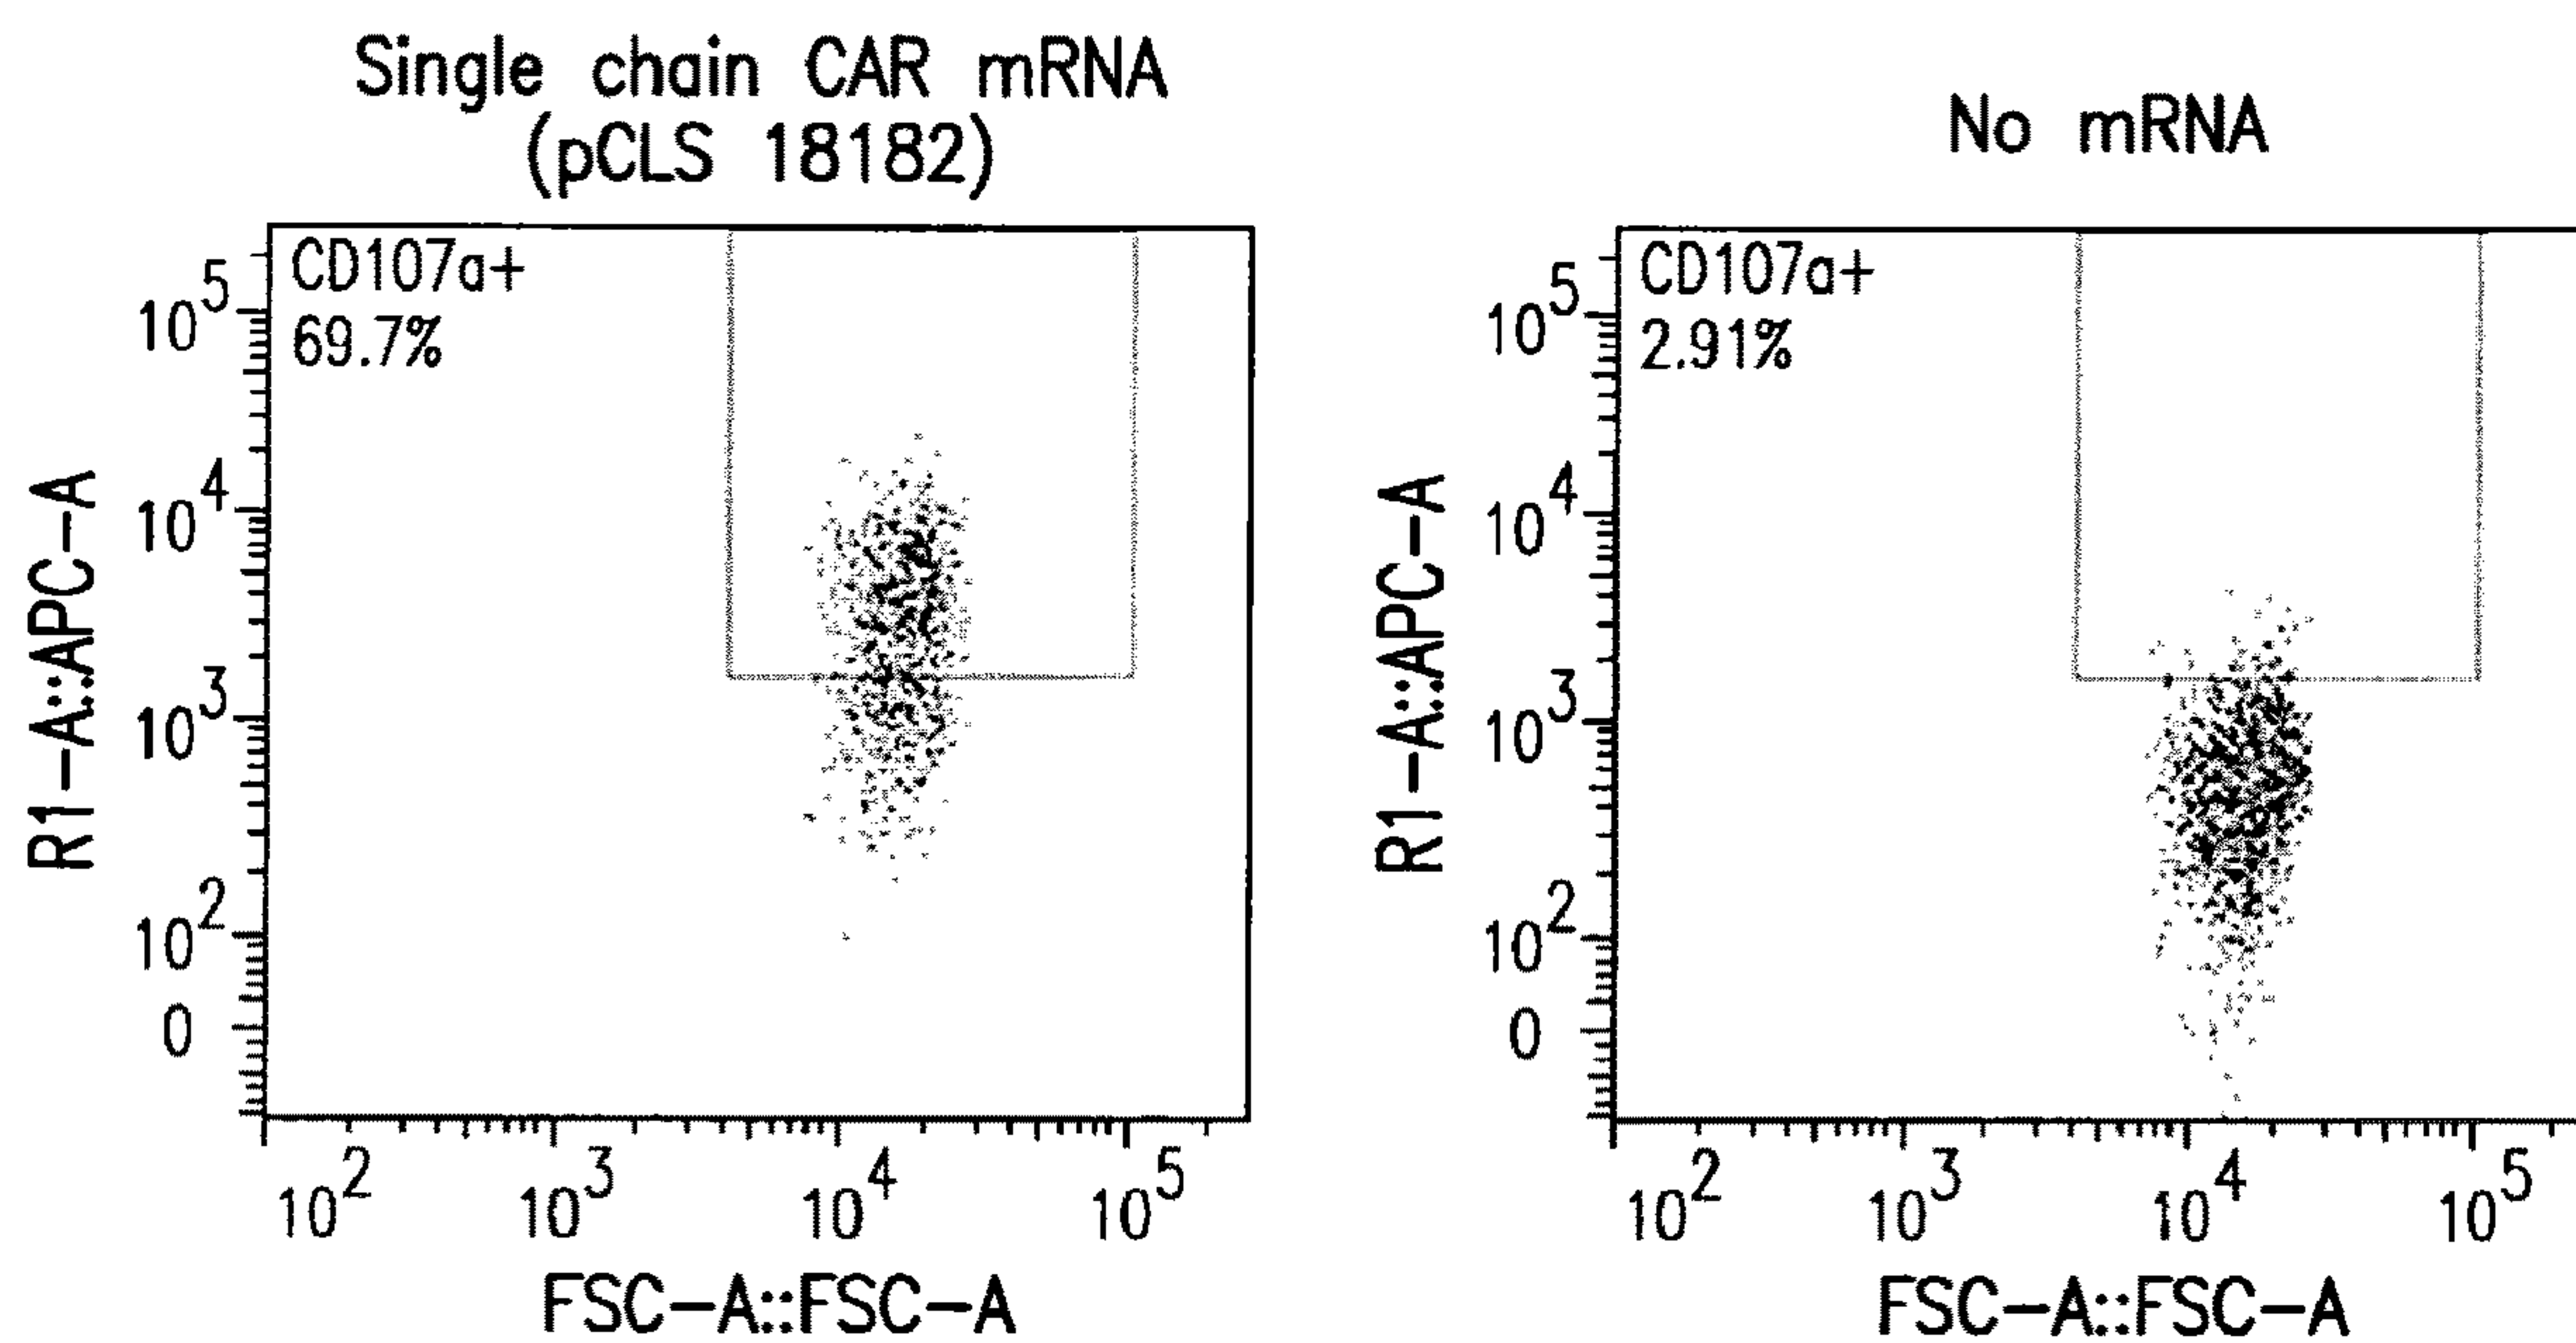 Single chain CAR mRNA
(pCLS 18182)
No mRNA
CD107a+
69.7%
10^5
10^4
10^3
10^2
0
R1-A::APC-A
10^2 10^3 10^4 10^5
FSC-A::FSC-A
CD107a+
2.91%
10^5
10^4
10^3
10^2
0
R1-A::APC-A
10^2 10^3 10^4 10^5
FSC-A::FSC-A